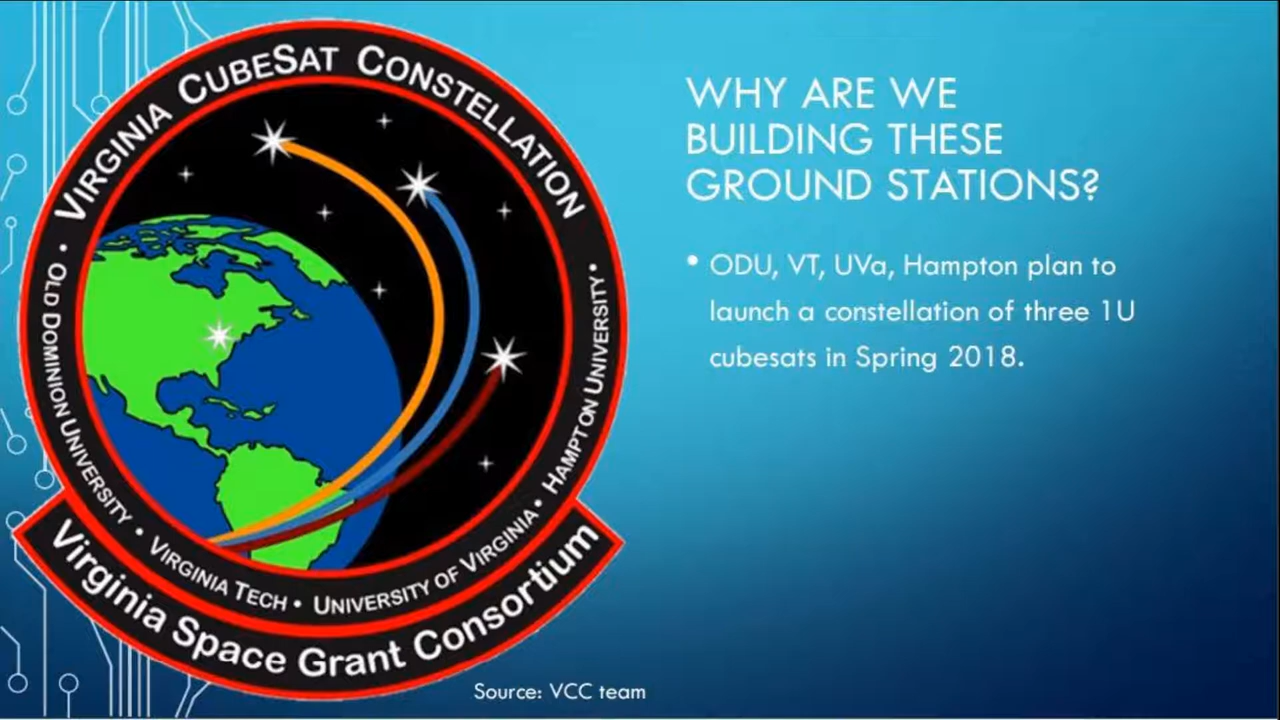 VIRGINIA CUBESAT CONSTELLATION
• OLD DOMINION UNIVERSITY • VIRGINIA TECH • UNIVERSITY OF VIRGINIA • HAMPTON UNIVERSITY •
Virginia Space Grant Consortium
WHY ARE WE
BUILDING THESE
GROUND STATIONS?
• ODU, VT, UVa, Hampton plan to
launch a constellation of three 1U
cubesats in Spring 2018.
Source: VCC team